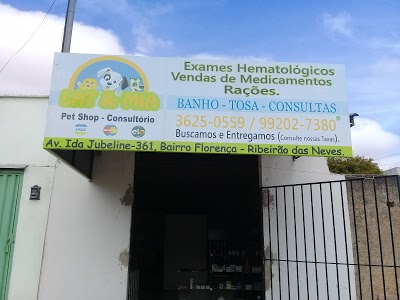 Exames Hematológicos
Vendas de Medicamentos
Rações.
Pet Shop - Consultório
BANHO - TOSA - CONSULTAS
3625-0559 / 99202-7380
Buscamos e Entregamos (Consulte nossas Taxas).
Av. Ida Jubeline-361, Bairro Florença - Ribeirão das Neves.